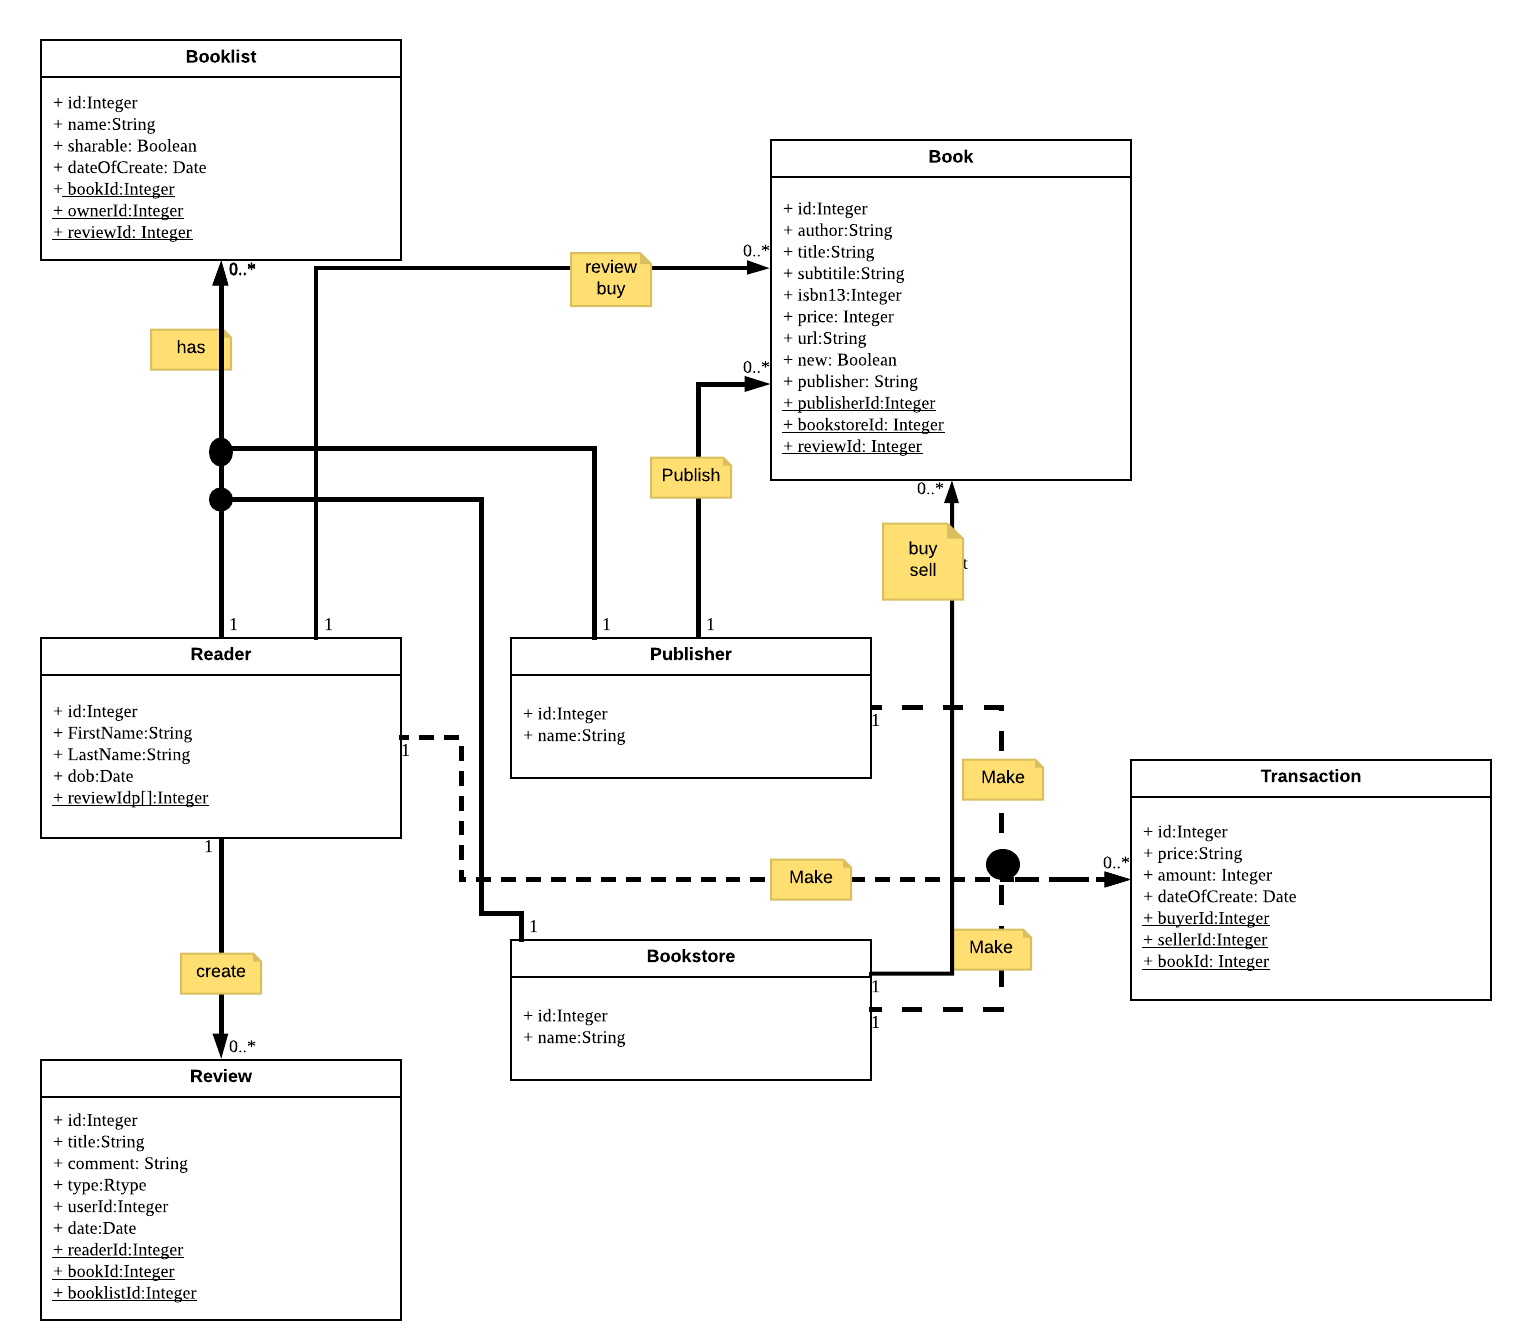 Booklist
+ id:Integer
+ name:String
+ sharable: Boolean
+ dateOfCreate: Date
+ bookId:Integer
+ ownerId:Integer
+ reviewId: Integer
0..*
has
review
buy
0..*
Book
+ id:Integer
+ author:String
+ title:String
+ subtitile:String
+ isbn13:Integer
+ price: Integer
+ url:String
+ new: Boolean
+ publisher: String
+ publisherId:Integer
+ bookstoreId: Integer
+ reviewId: Integer
0..*
Publish
0..*
buy
sell
t
1
1
1
1
Reader
+ id:Integer
+ FirstName:String
+ LastName:String
+ dob:Date
+ reviewIdp[]:Integer
1
Publisher
+ id:Integer
+ name:String
1
Make
Transaction
+ id:Integer
+ price:String
+ amount: Integer
+ dateOfCreate: Date
+ buyerId:Integer
+ sellerId:Integer
+ bookId: Integer
0..*
1
Make
create
1
Make
Bookstore
+ id:Integer
+ name:String
1
1
0..*
Review
+ id:Integer
+ title:String
+ comment: String
+ type:Rtype
+ userId:Integer
+ date:Date
+ readerId:Integer
+ bookId:Integer
+ booklistId:Integer